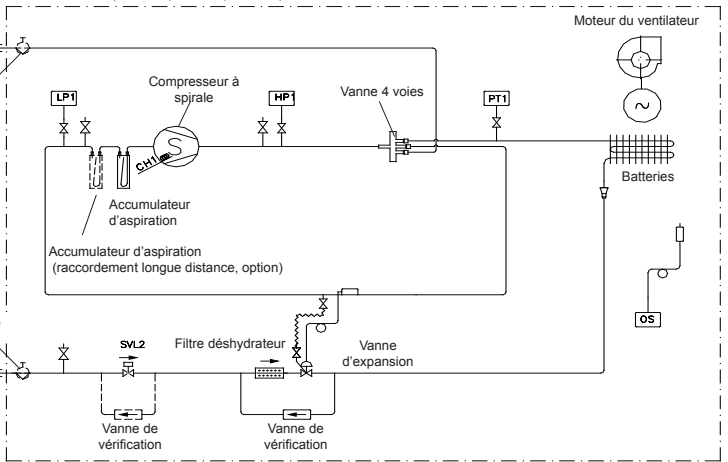 Moteur du ventilateur
Compresseur à
spirale
Vanne 4 voies
LP1
HP1
PT1
~
S
CH1
Batteries
Accumulateur
d'aspiration
Accumulateur d'aspiration
(raccordement longue distance, option)
OS
SVL2
Filtre déshydrateur
Vanne
d'expansion
Vanne de
vérification
Vanne de
vérification